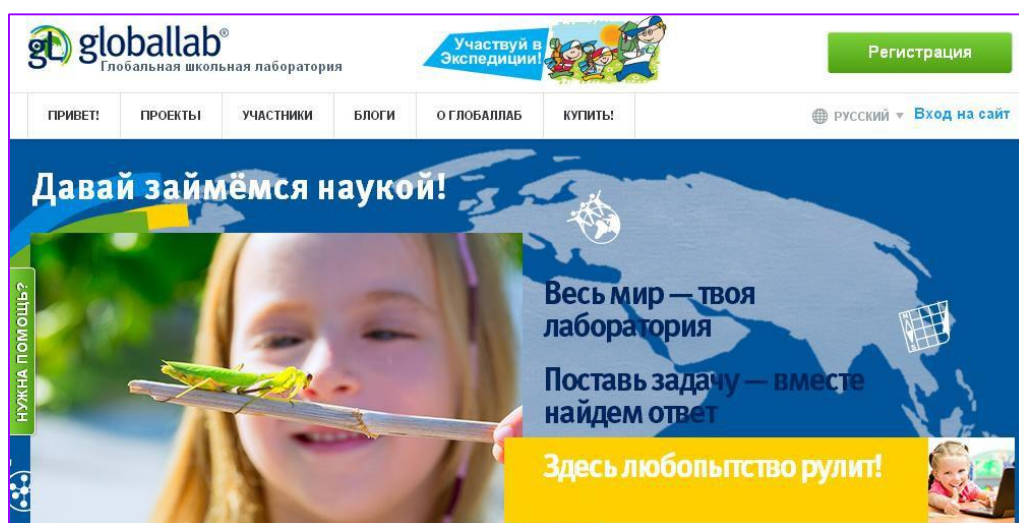 gl globallab®
Глобальная школьная лаборатория
Участвуй в
Экспедиции!
Регистрация
ПРИВЕТ!
ПРОЕКТЫ
УЧАСТНИКИ
БЛОГИ
О ГЛОБАЛЛАБ
КУПИТЬ!
РУССКИЙ
Вход на сайт
Давай займёмся наукой!
НУЖНА ПОМОЩЬ?
Весь мир — твоя
лаборатория
Поставь задачу — вместе
найдем ответ
Здесь любопытство рулит!